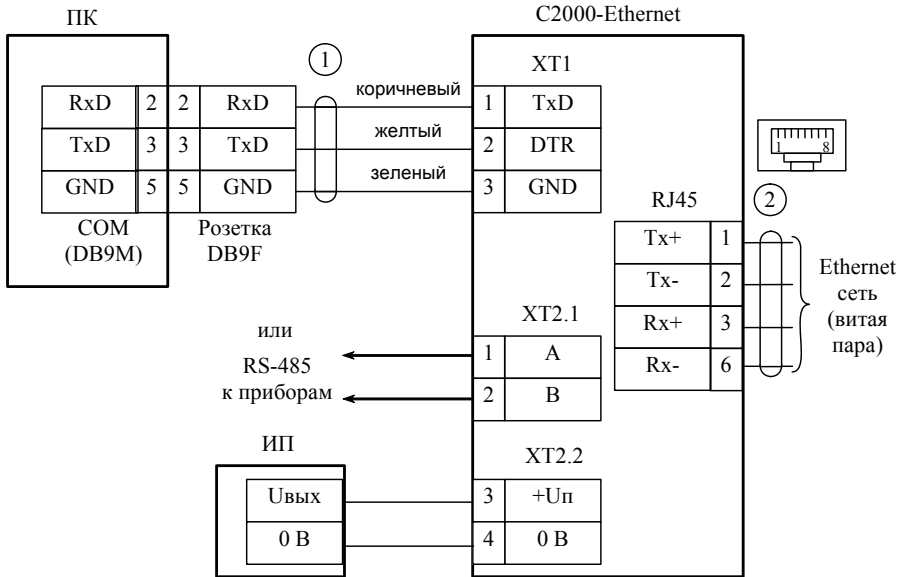 ПК
C2000-Ethernet
1
XT1
RxD 2 2 RxD
коричневый
1 TxD
TxD 3 3 TxD
желтый
2 DTR
GND 5 5 GND
зеленый
3 GND
COM
(DB9M)
Розетка
DB9F
1 8
RJ45
2
Tx+ 1
Tx- 2
Rx+ 3
Rx- 6
Ethernet
сеть
(витая
пара)
или
RS-485
к приборам
XT2.1
1 A
2 B
ИП
XT2.2
Uвых
3 +Uп
0 В
4 0 В